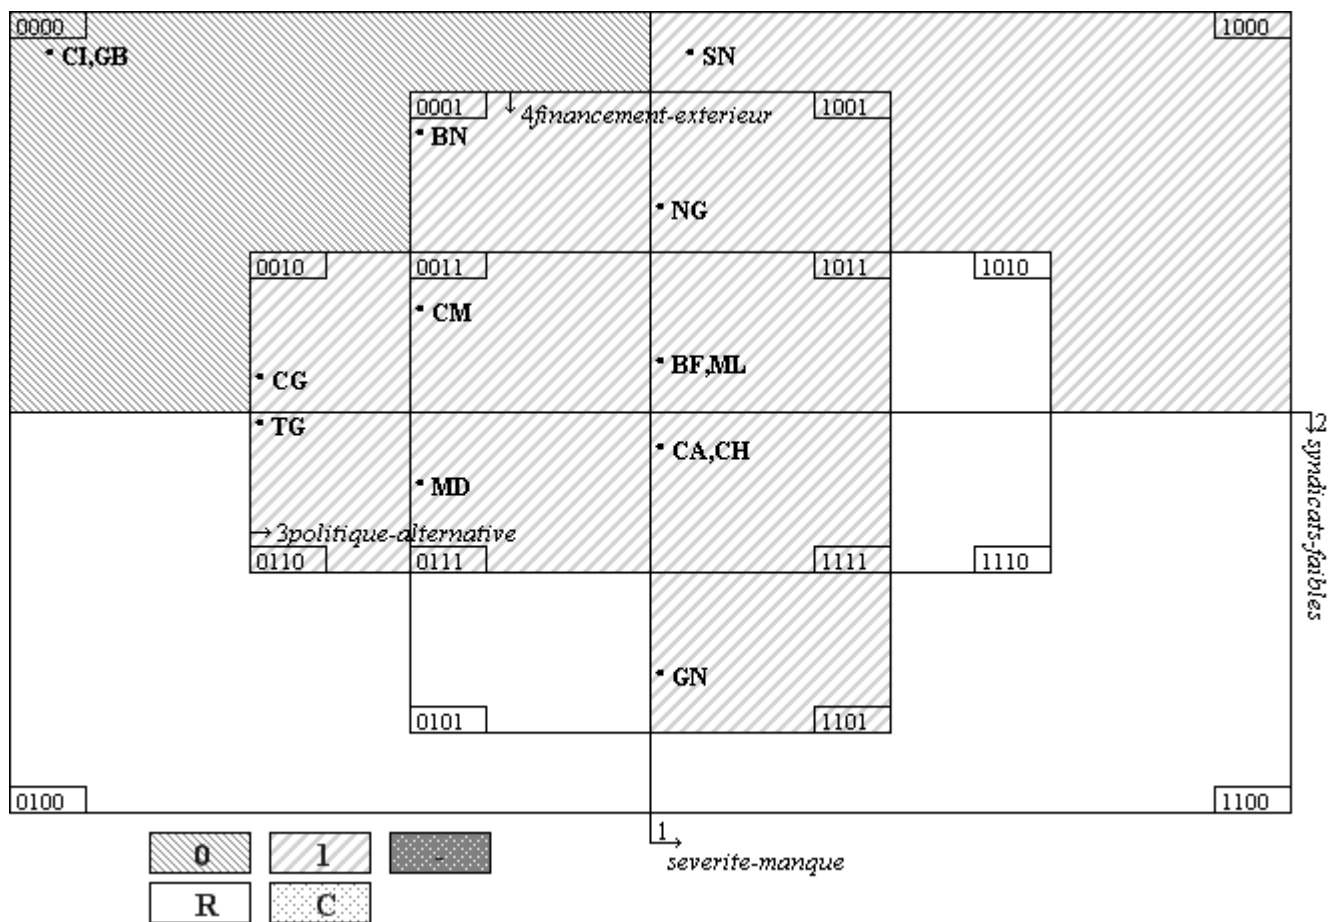 0000
1000
CI,GB
SN
0001
4financement-exterieur
1001
BN
NG
0010
0011
1011
1010
CM
BF,ML
CG
TG
2
syndicats-faibles
CA,CH
MD
3politique-alternative
0110
0111
1111
1110
GN
0101
1101
0100
1100
1
severite-manque
0
1
-
R
C